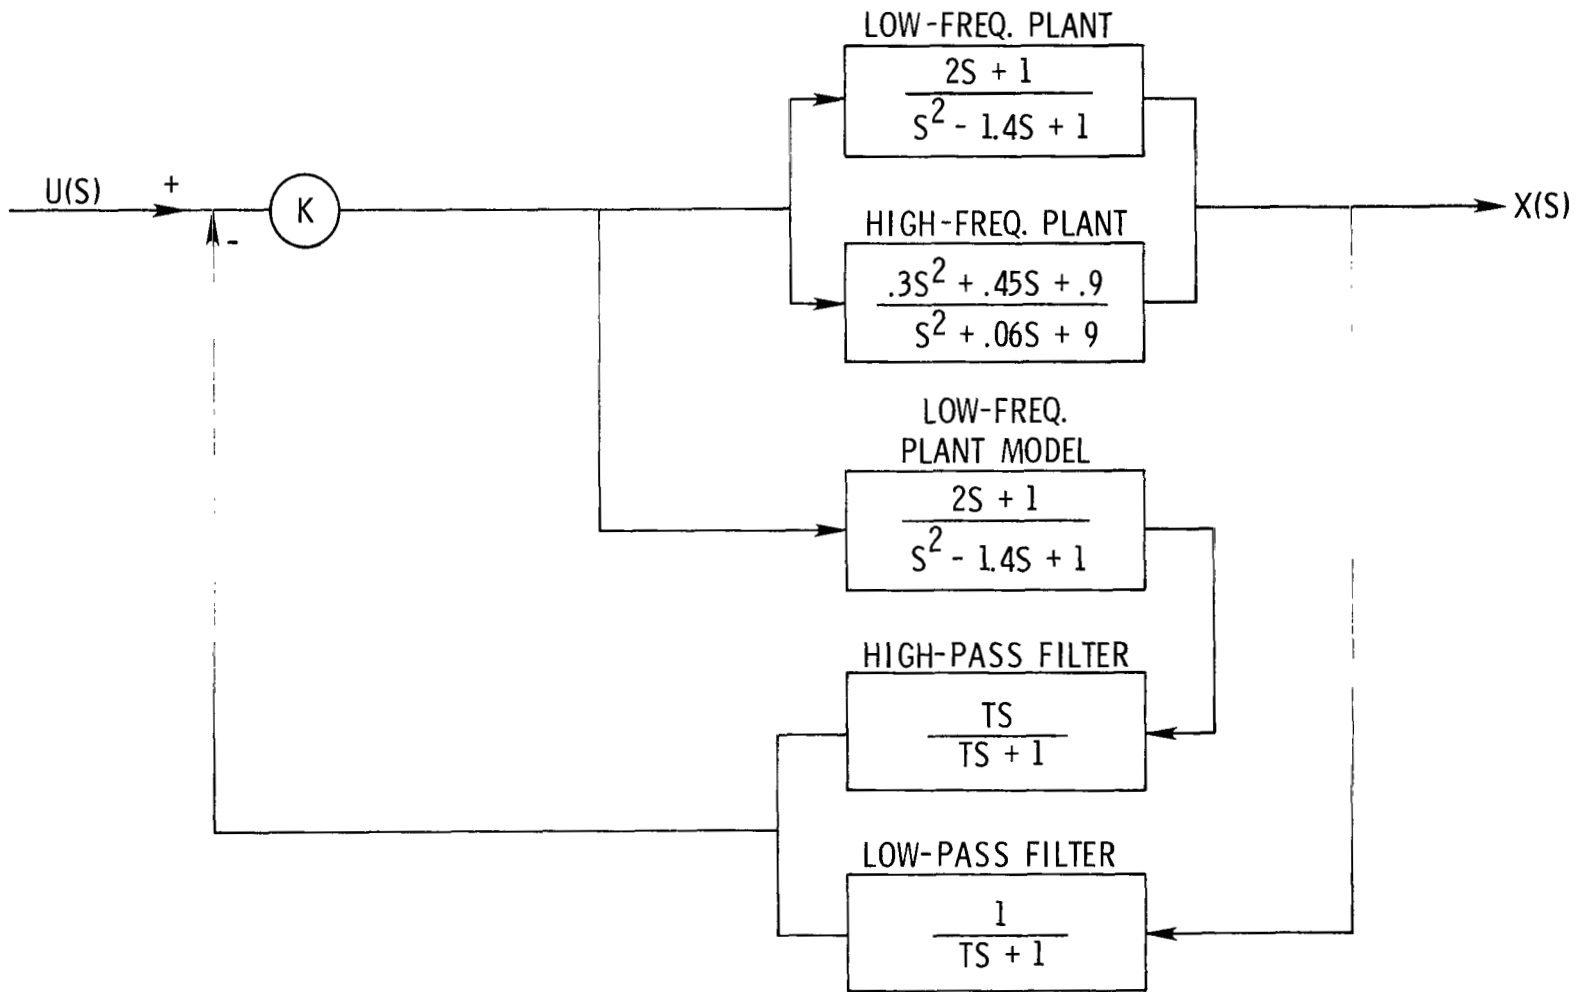 LOW-FREQ. PLANT
2S + 1
S² - 1.4S + 1
U(S)
+
-
K
X(S)
HIGH-FREQ. PLANT
.3S² + .45S + .9
S² + .06S + 9
LOW-FREQ.
PLANT MODEL
2S + 1
S² - 1.4S + 1
HIGH-PASS FILTER
TS
TS + 1
LOW-PASS FILTER
1
TS + 1